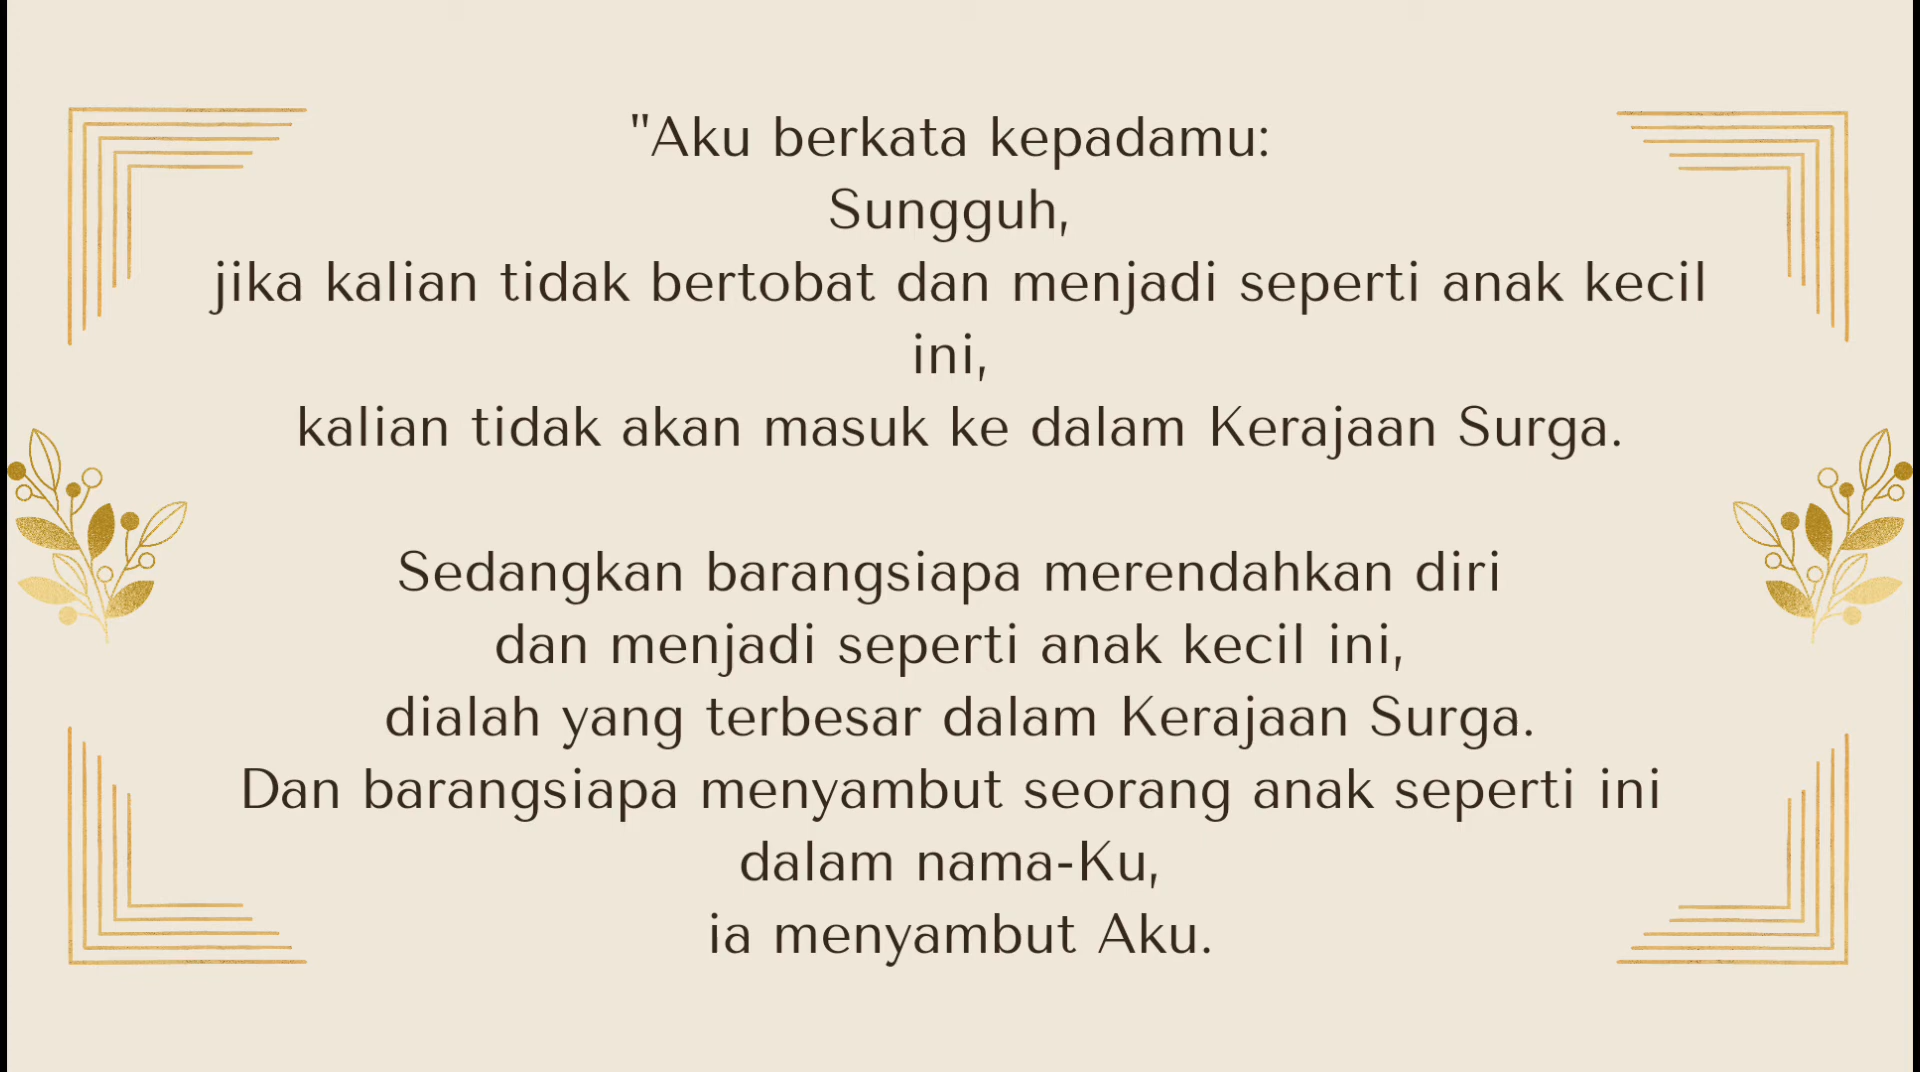 "Aku berkata kepadamu:
Sungguh,
jika kalian tidak bertobat dan menjadi seperti anak kecil
ini,
kalian tidak akan masuk ke dalam Kerajaan Surga.
Sedangkan barangsiapa merendahkan diri
dan menjadi seperti anak kecil ini,
dialah yang terbesar dalam Kerajaan Surga.
Dan barangsiapa menyambut seorang anak seperti ini
dalam nama-Ku,
ia menyambut Aku.